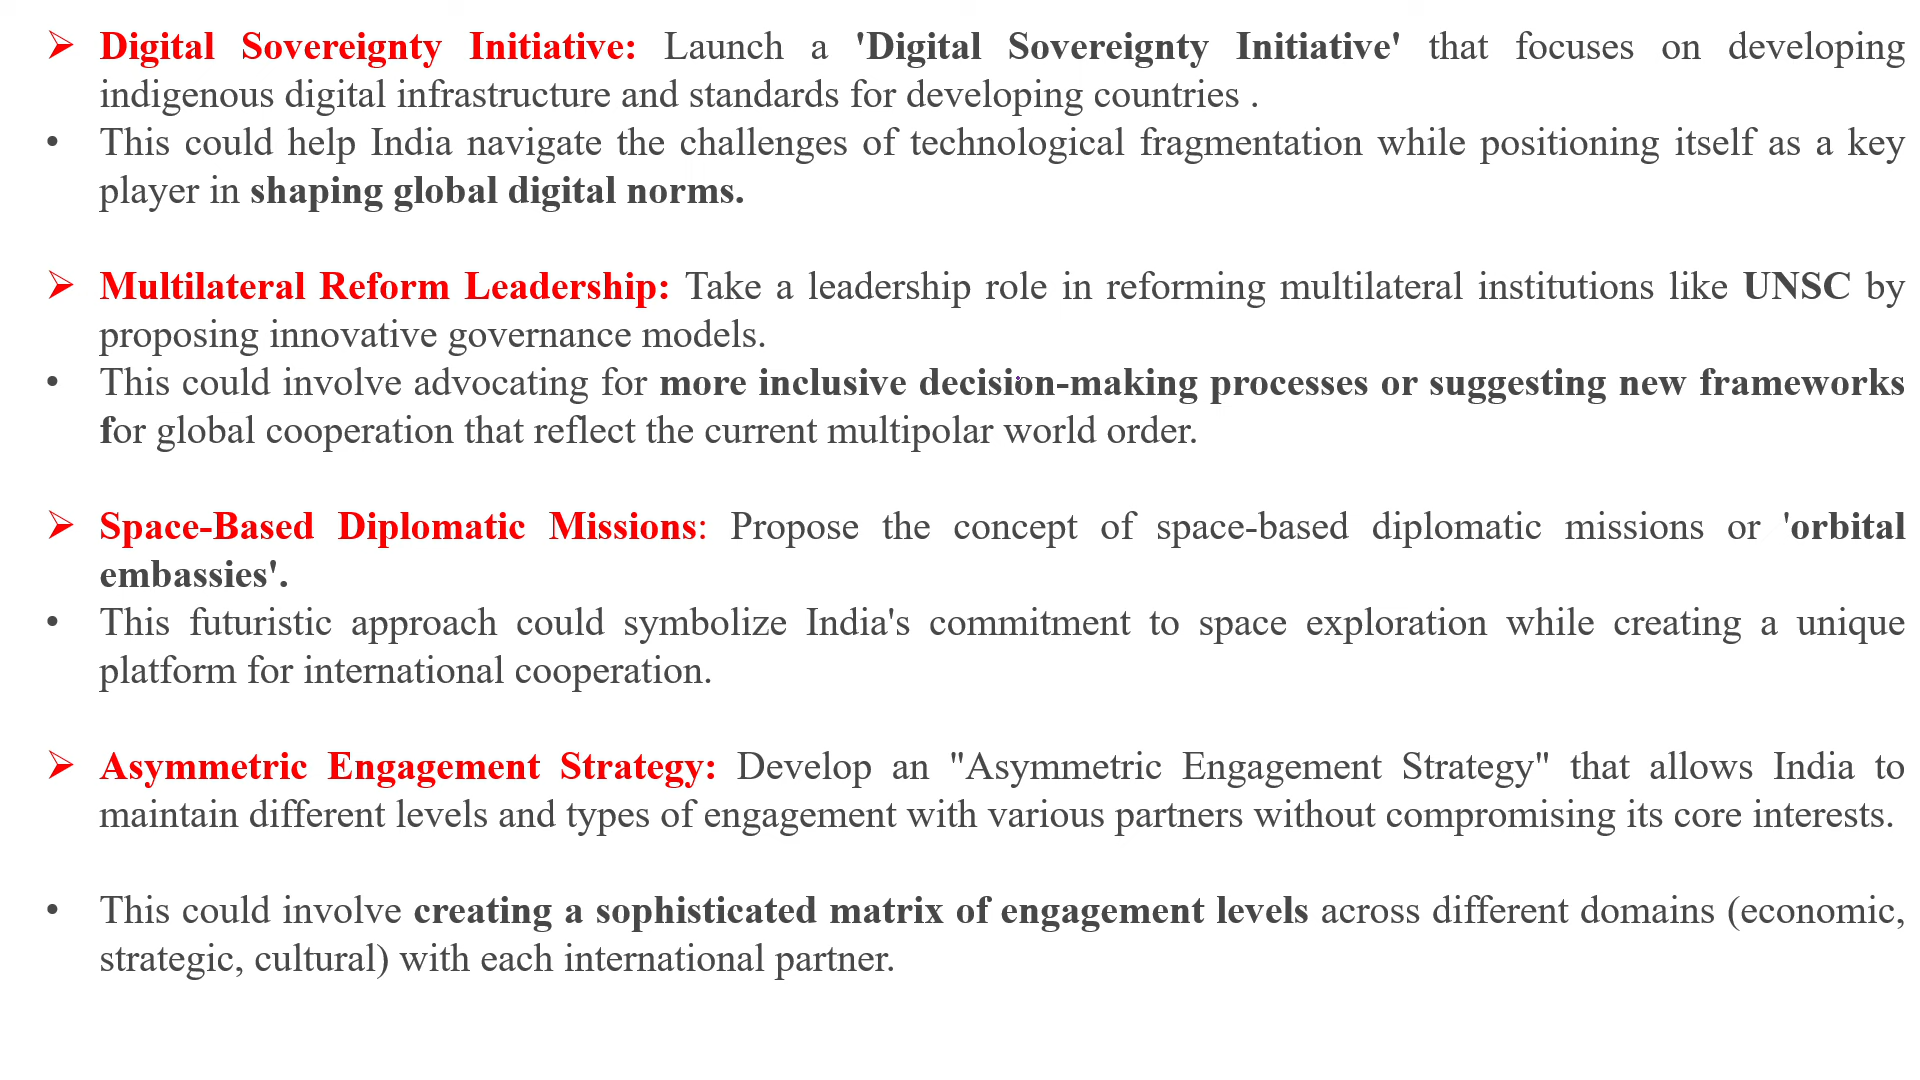 ➢ Digital Sovereignty Initiative: Launch a 'Digital Sovereignty Initiative' that focuses on developing
indigenous digital infrastructure and standards for developing countries .
• This could help India navigate the challenges of technological fragmentation while positioning itself as a key
player in shaping global digital norms.
➢ Multilateral Reform Leadership: Take a leadership role in reforming multilateral institutions like UNSC by
proposing innovative governance models.
• This could involve advocating for more inclusive decision-making processes or suggesting new frameworks
for global cooperation that reflect the current multipolar world order.
➢ Space-Based Diplomatic Missions: Propose the concept of space-based diplomatic missions or 'orbital
embassies'.
• This futuristic approach could symbolize India's commitment to space exploration while creating a unique
platform for international cooperation.
➢ Asymmetric Engagement Strategy: Develop an "Asymmetric Engagement Strategy" that allows India to
maintain different levels and types of engagement with various partners without compromising its core interests.
• This could involve creating a sophisticated matrix of engagement levels across different domains (economic,
strategic, cultural) with each international partner.